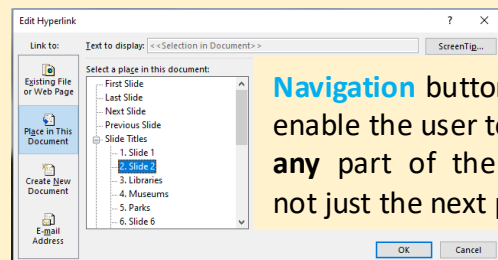 Edit Hyperlink ? ×
Link to:
Text to display: <<Selection in Document>>
ScreenTip...
Existing File
or Web Page
Place in This
Document
Create New
Document
E-mail
Address
Select a place in this document:
First Slide
Last Slide
Next Slide
Previous Slide
Slide Titles
1. Slide 1
2. Slide 2
3. Libraries
4. Museums
5. Parks
6. Slide 6
Navigation button
enable the user to
any part of the
not just the next p
OK
Cancel